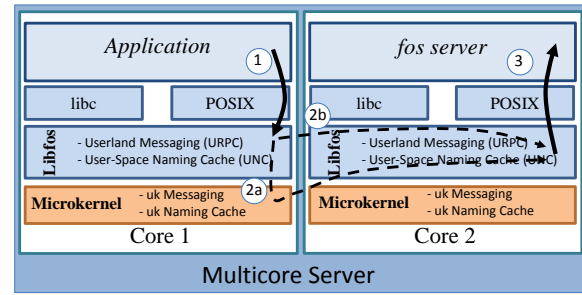 Application
1
libc
POSIX
Libfos
- Userland Messaging (URPC)
- User-Space Naming Cache (UNC)
2a
Microkernel
- uk Messaging
- uk Naming Cache
Core 1
fos server
3
2b
libc
POSIX
Libfos
- Userland Messaging (URPC)
- User-Space Naming Cache (UNC)
Microkernel
- uk Messaging
- uk Naming Cache
Core 2
Multicore Server